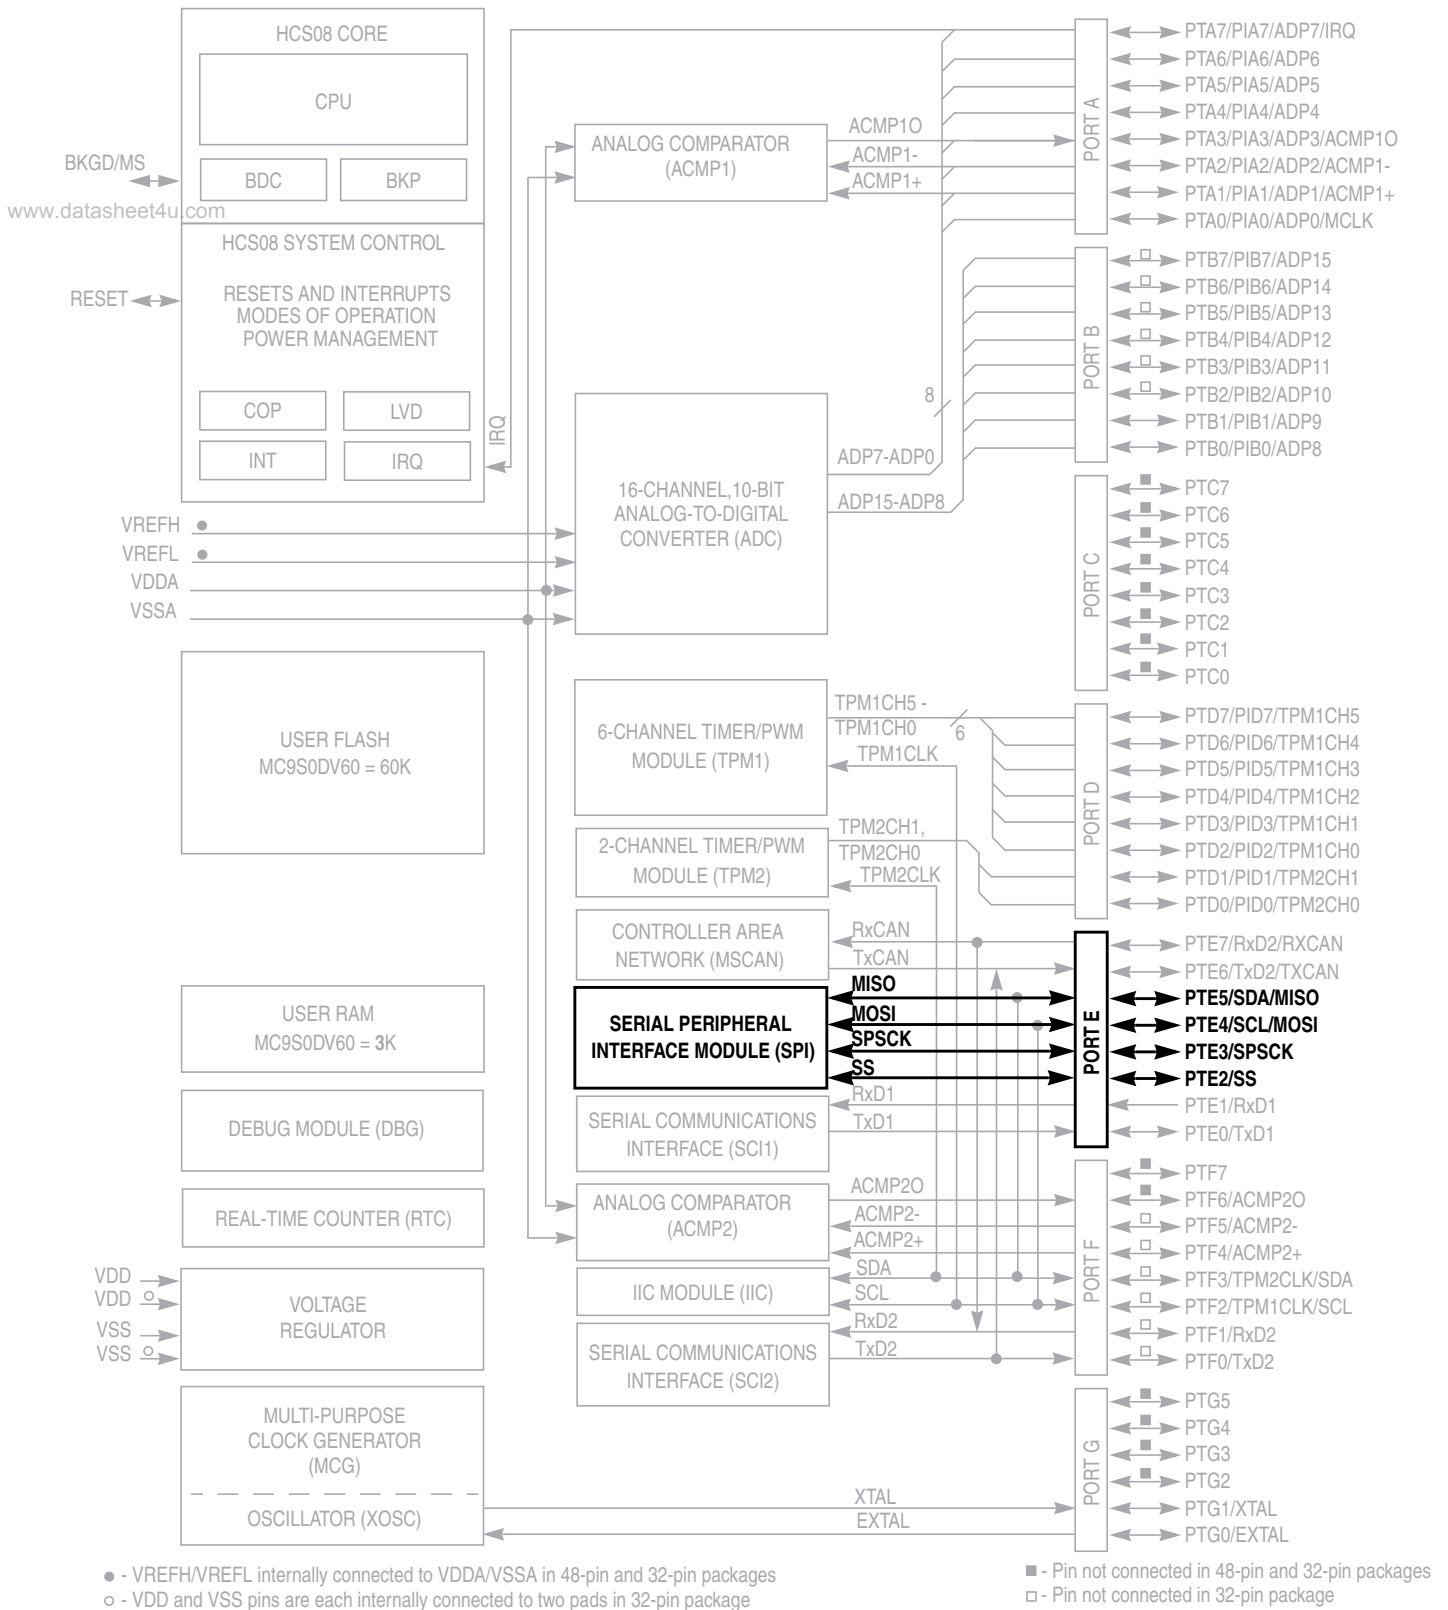 HCS08 CORE
CPU
BDC
BKP
BKGD/MS
www.datasheet4u.com
HCS08 SYSTEM CONTROL
RESETS AND INTERRUPTS
MODES OF OPERATION
POWER MANAGEMENT
RESET
COP
LVD
INT
IRQ
IRQ
VREFH
VREFL
VDDA
VSSA
USER FLASH
MC9S0DV60 = 60K
USER RAM
MC9S0DV60 = 3K
DEBUG MODULE (DBG)
REAL-TIME COUNTER (RTC)
VDD
VDD
VSS
VSS
VOLTAGE
REGULATOR
MULTI-PURPOSE
CLOCK GENERATOR
(MCG)
OSCILLATOR (XOSC)
ANALOG COMPARATOR
(ACMP1)
ACMP1O
ACMP1-
ACMP1+
16-CHANNEL,10-BIT
ANALOG-TO-DIGITAL
CONVERTER (ADC)
8
ADP7-ADP0
ADP15-ADP8
6-CHANNEL TIMER/PWM
MODULE (TPM1)
TPM1CH5 -
TPM1CH0
6
TPM1CLK
2-CHANNEL TIMER/PWM
MODULE (TPM2)
TPM2CH1,
TPM2CH0
TPM2CLK
CONTROLLER AREA
NETWORK (MSCAN)
RxCAN
TxCAN
SERIAL PERIPHERAL
INTERFACE MODULE (SPI)
MISO
MOSI
SPSCK
SS
SERIAL COMMUNICATIONS
INTERFACE (SCI1)
RxD1
TxD1
ANALOG COMPARATOR
(ACMP2)
ACMP2O
ACMP2-
ACMP2+
IIC MODULE (IIC)
SDA
SCL
SERIAL COMMUNICATIONS
INTERFACE (SCI2)
RxD2
TxD2
XTAL
EXTAL
PORT A
PTA7/PIA7/ADP7/IRQ
PTA6/PIA6/ADP6
PTA5/PIA5/ADP5
PTA4/PIA4/ADP4
PTA3/PIA3/ADP3/ACMP1O
PTA2/PIA2/ADP2/ACMP1-
PTA1/PIA1/ADP1/ACMP1+
PTA0/PIA0/ADP0/MCLK
PORT B
PTB7/PIB7/ADP15
PTB6/PIB6/ADP14
PTB5/PIB5/ADP13
PTB4/PIB4/ADP12
PTB3/PIB3/ADP11
PTB2/PIB2/ADP10
PTB1/PIB1/ADP9
PTB0/PIB0/ADP8
PORT C
PTC7
PTC6
PTC5
PTC4
PTC3
PTC2
PTC1
PTC0
PORT D
PTD7/PID7/TPM1CH5
PTD6/PID6/TPM1CH4
PTD5/PID5/TPM1CH3
PTD4/PID4/TPM1CH2
PTD3/PID3/TPM1CH1
PTD2/PID2/TPM1CH0
PTD1/PID1/TPM2CH1
PTD0/PID0/TPM2CH0
PORT E
PTE7/RxD2/RXCAN
PTE6/TxD2/TXCAN
PTE5/SDA/MISO
PTE4/SCL/MOSI
PTE3/SPSCK
PTE2/SS
PTE1/RxD1
PTE0/TxD1
PORT F
PTF7
PTF6/ACMP2O
PTF5/ACMP2-
PTF4/ACMP2+
PTF3/TPM2CLK/SDA
PTF2/TPM1CLK/SCL
PTF1/RxD2
PTF0/TxD2
PORT G
PTG5
PTG4
PTG3
PTG2
PTG1/XTAL
PTG0/EXTAL
● - VREFH/VREFL internally connected to VDDA/VSSA in 48-pin and 32-pin packages
○ - VDD and VSS pins are each internally connected to two pads in 32-pin package
■ - Pin not connected in 48-pin and 32-pin packages
□ - Pin not connected in 32-pin package